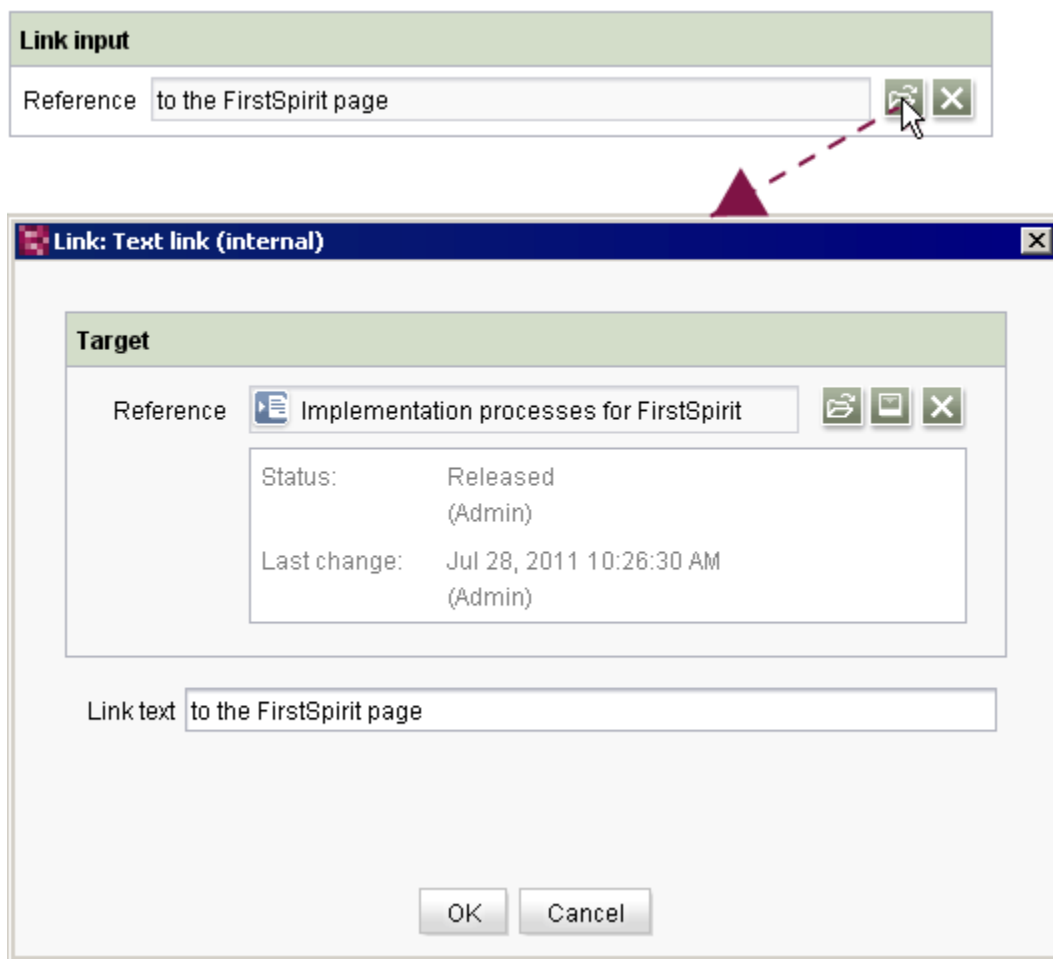 Link input
Reference to the FirstSpirit page
Link: Text link (internal)
Target
Reference Implementation processes for FirstSpirit
Status: Released
(Admin)
Last change: Jul 28, 2011 10:26:30 AM
(Admin)
Link text to the FirstSpirit page
OK Cancel